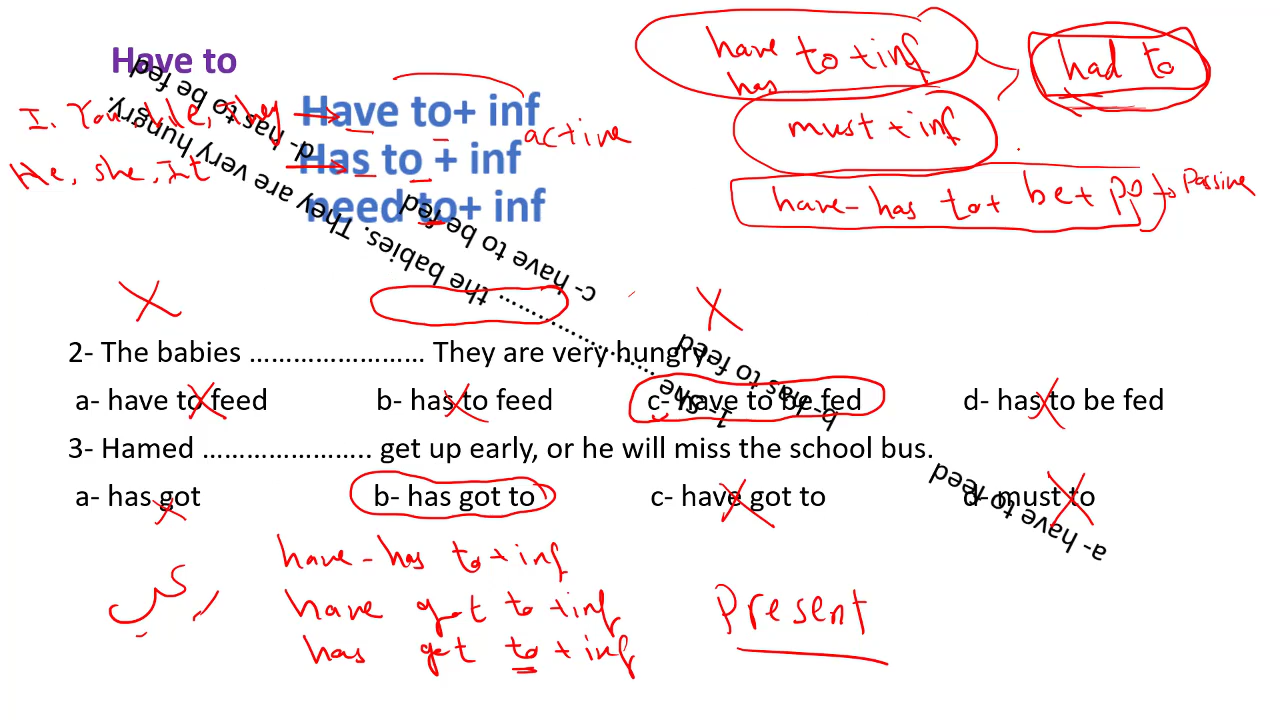 Have to
Have to+ inf
Has to + inf
need to+ inf
I. You, We, they
He, she, It
active
have to + inf
has
must + inf
had to
have - has to + be + pp → Passive
1- she ........................ the babies. They are very hungry.
a- have to feed
b- has to feed
c- have to be fed
d- has to be fed
2- The babies …………………… They are very hungry.
a- have to feed b- has to feed c- have to be fed d- has to be fed
3- Hamed ………………….. get up early, or he will miss the school bus.
a- has got b- has got to c- have got to d- must to
have - has to + inf
have got to + inf
has got to + inf
Present